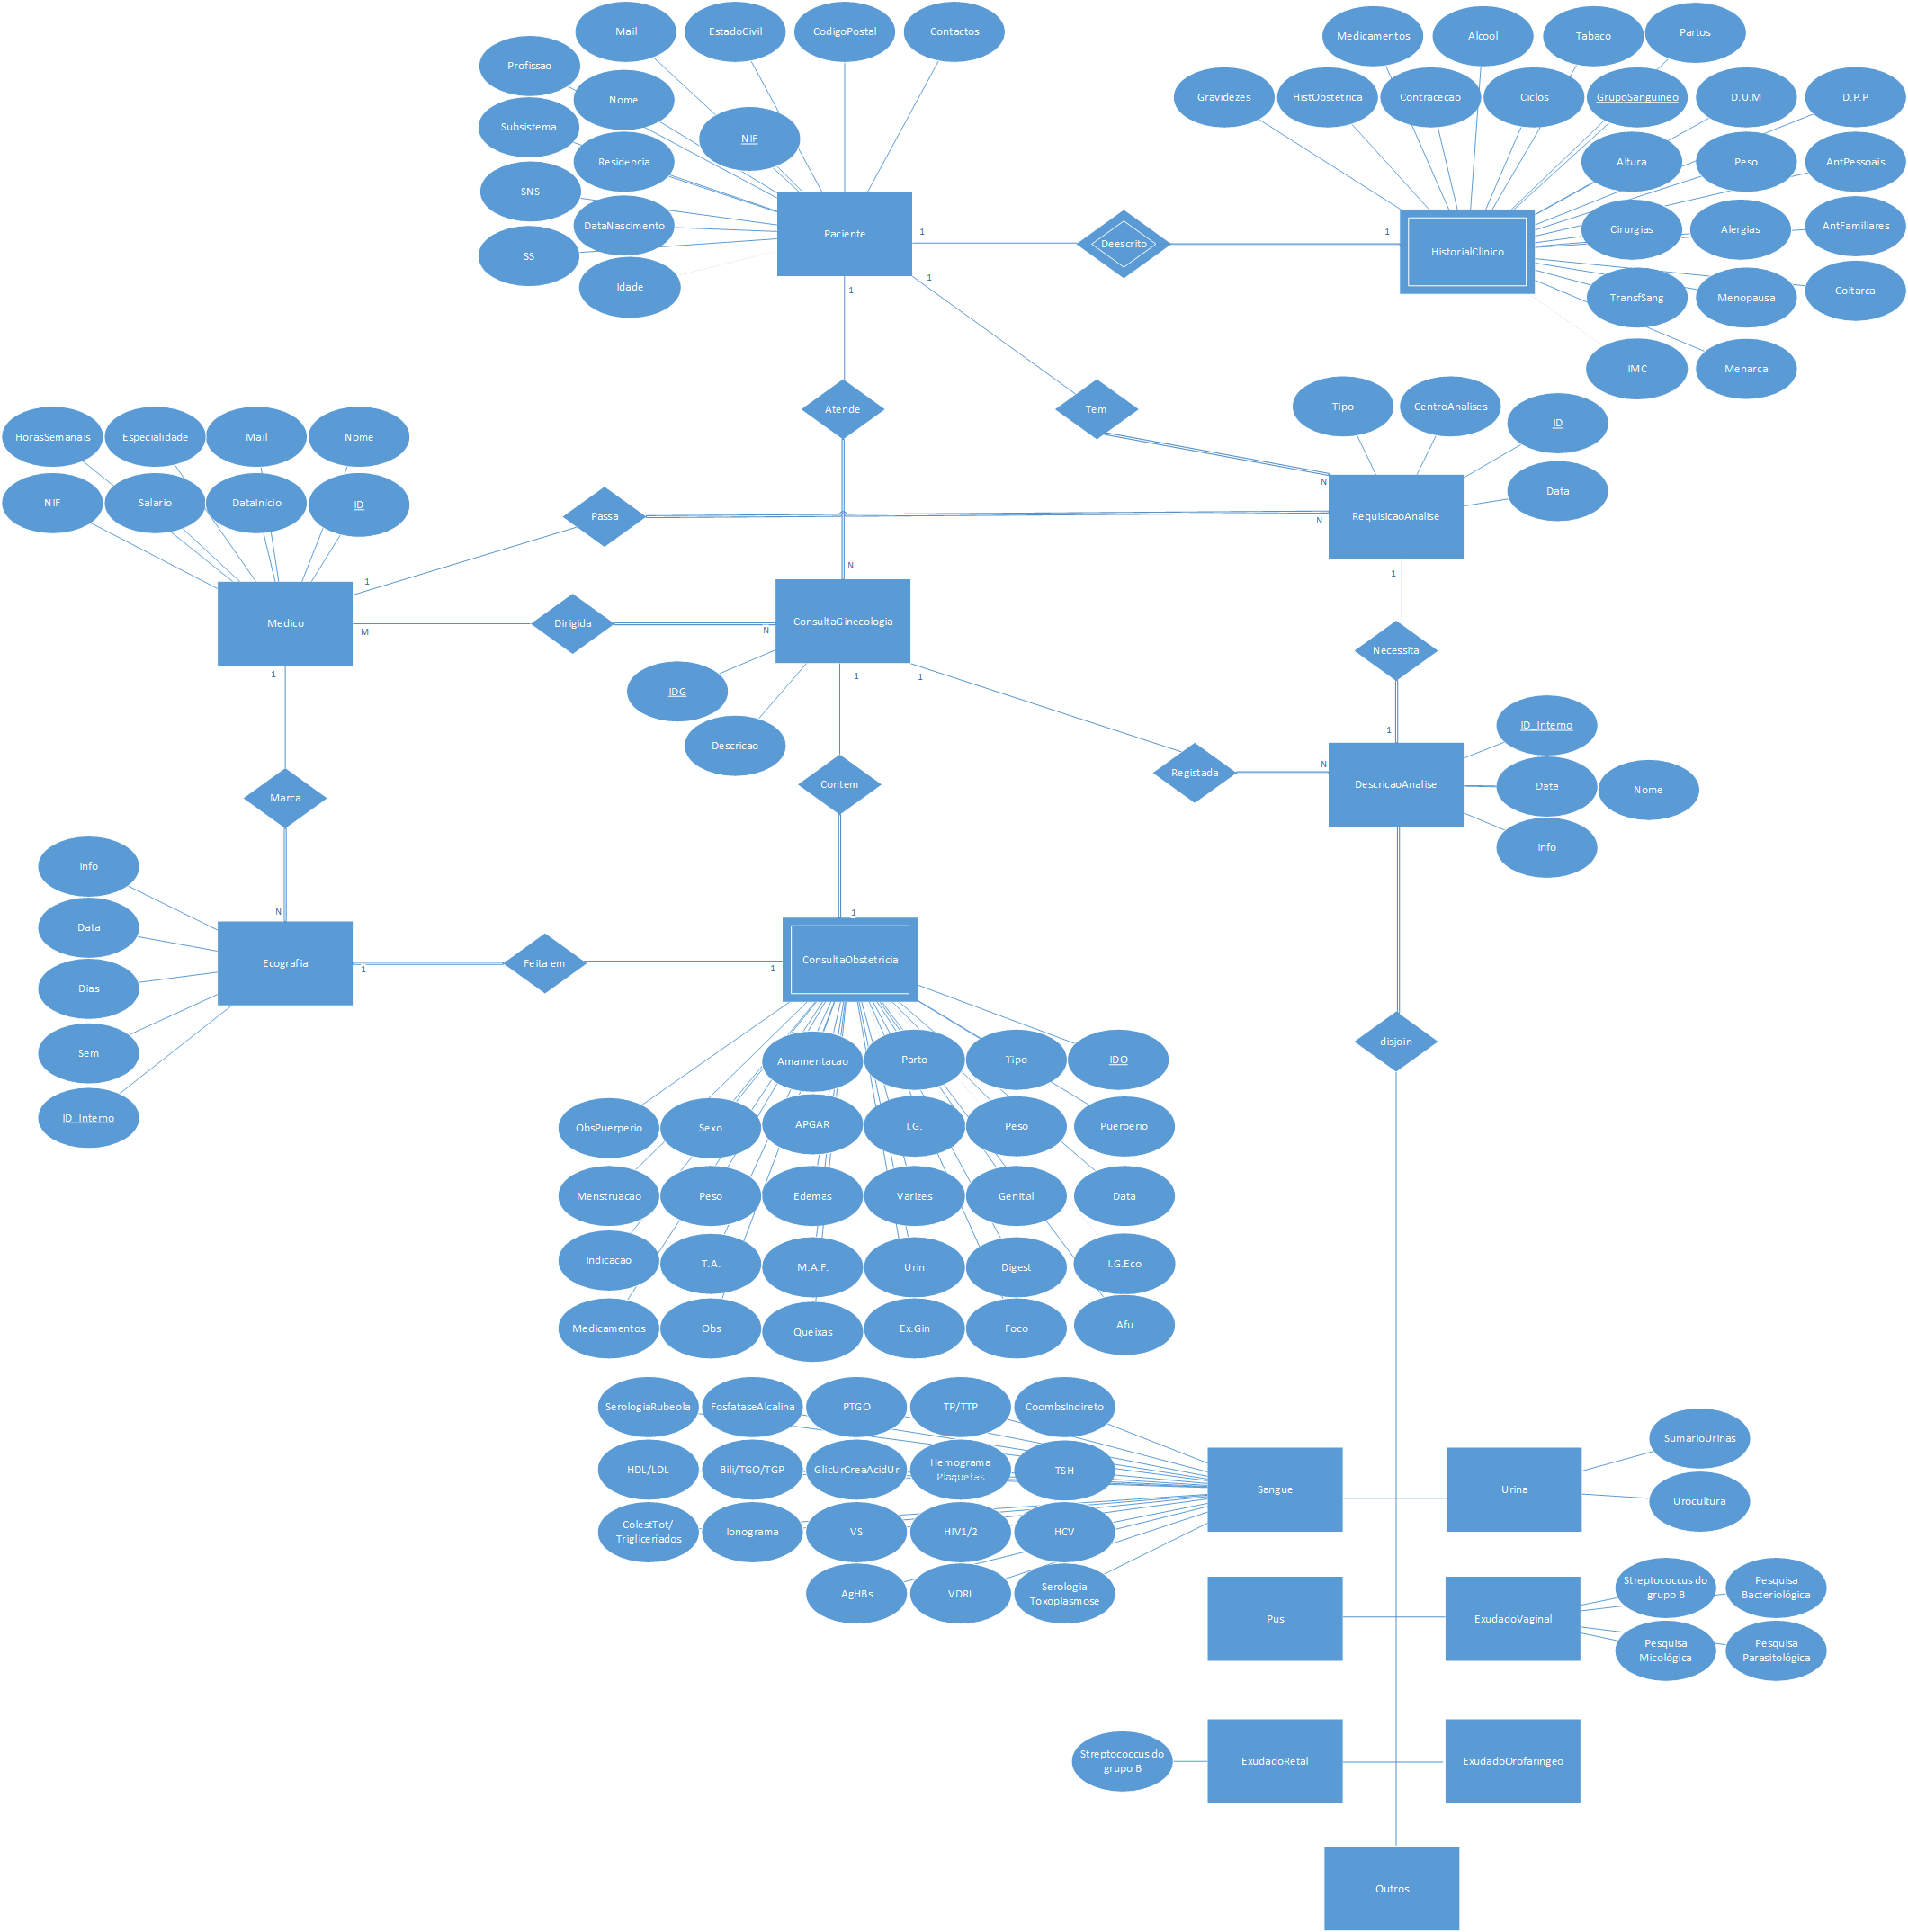 Mail
EstadoCivil
CodigoPostal
Contactos
Profissao
Nome
Subsistema
NIF
Residencia
SNS
DataNascimento
SS
Idade
Paciente
1
1
1
Deescrito
1
Medicamentos
Alcool
Tabaco
Partos
Gravidezes
HistObstetrica
Contracecao
Ciclos
GrupoSanguineo
D.U.M
D.P.P
Altura
Peso
AntPessoais
Cirurgias
Alergias
AntFamiliares
HistorialClinico
TransfSang
Menopausa
Coitarca
IMC
Menarca
Atende
Tem
Tipo
CentroAnalises
ID
Data
HorasSemanais
Especialidade
Mail
Nome
NIF
Salario
DataInicio
ID
Passa
N
N
RequisicaoAnalise
1
1
M
1
Medico
Dirigida
N
N
ConsultaGinecologia
1
1
IDG
Descricao
Necessita
1
Marca
Contem
Registada
N
DescricaoAnalise
ID_Interno
Data
Nome
Info
Info
Data
Dias
Sem
ID_Interno
N
Ecografia
1
Feita em
1
1
ConsultaObstetricia
disjoin
Amamentacao
Parto
Tipo
IDO
ObsPuerperio
Sexo
APGAR
I.G.
Peso
Puerperio
Menstruacao
Peso
Edemas
Varizes
Genital
Data
Indicacao
T.A.
M.A.F.
Urin
Digest
I.G.Eco
Medicamentos
Obs
Queixas
Ex.Gin
Foco
Afu
SerologiaRubeola
FosfataseAlcalina
PTGO
TP/TTP
CoombsIndireto
HDL/LDL
Bili/TGO/TGP
GlicUrCreaAcidUr
Hemograma
Plaquetas
TSH
ColestTot/
Trigliceriados
Ionograma
VS
HIV1/2
HCV
AgHBs
VDRL
Serologia
Toxoplasmose
Sangue
Urina
SumarioUrinas
Urocultura
Pus
ExudadoVaginal
Streptococcus do
grupo B
Pesquisa
Bacteriológica
Pesquisa
Micológica
Pesquisa
Parasitológica
Streptococcus do
grupo B
ExudadoRetal
ExudadoOrofaringeo
Outros